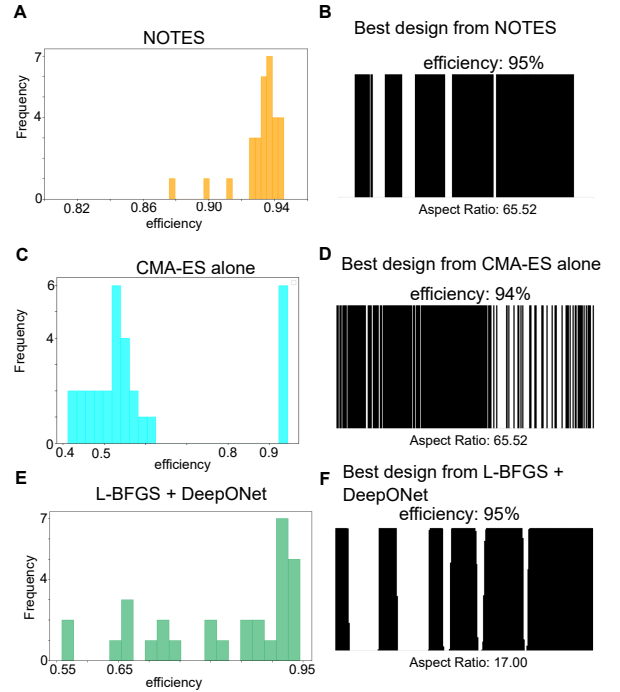 A
NOTES
7
4
0
Frequency
0.82 0.86 0.90 0.94
efficiency
B
Best design from NOTES
efficiency: 95%
Aspect Ratio: 65.52
C
CMA-ES alone
6
4
0
Frequency
0.4 0.5 0.8 0.9
efficiency
D
Best design from CMA-ES alone
efficiency: 94%
Aspect Ratio: 65.52
E
L-BFGS + DeepONet
7
4
0
Frequency
0.55 0.65 0.95
efficiency
F
Best design from L-BFGS +
DeepONet
efficiency: 95%
Aspect Ratio: 17.00